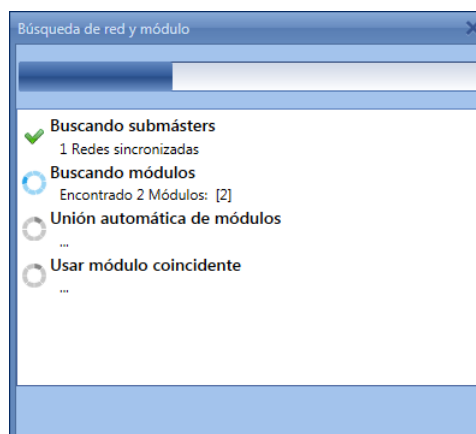 Búsqueda de red y módulo
Buscando submásters
1 Redes sincronizadas
Buscando módulos
Encontrado 2 Módulos: [2]
Unión automática de módulos
...
Usar módulo coincidente
...